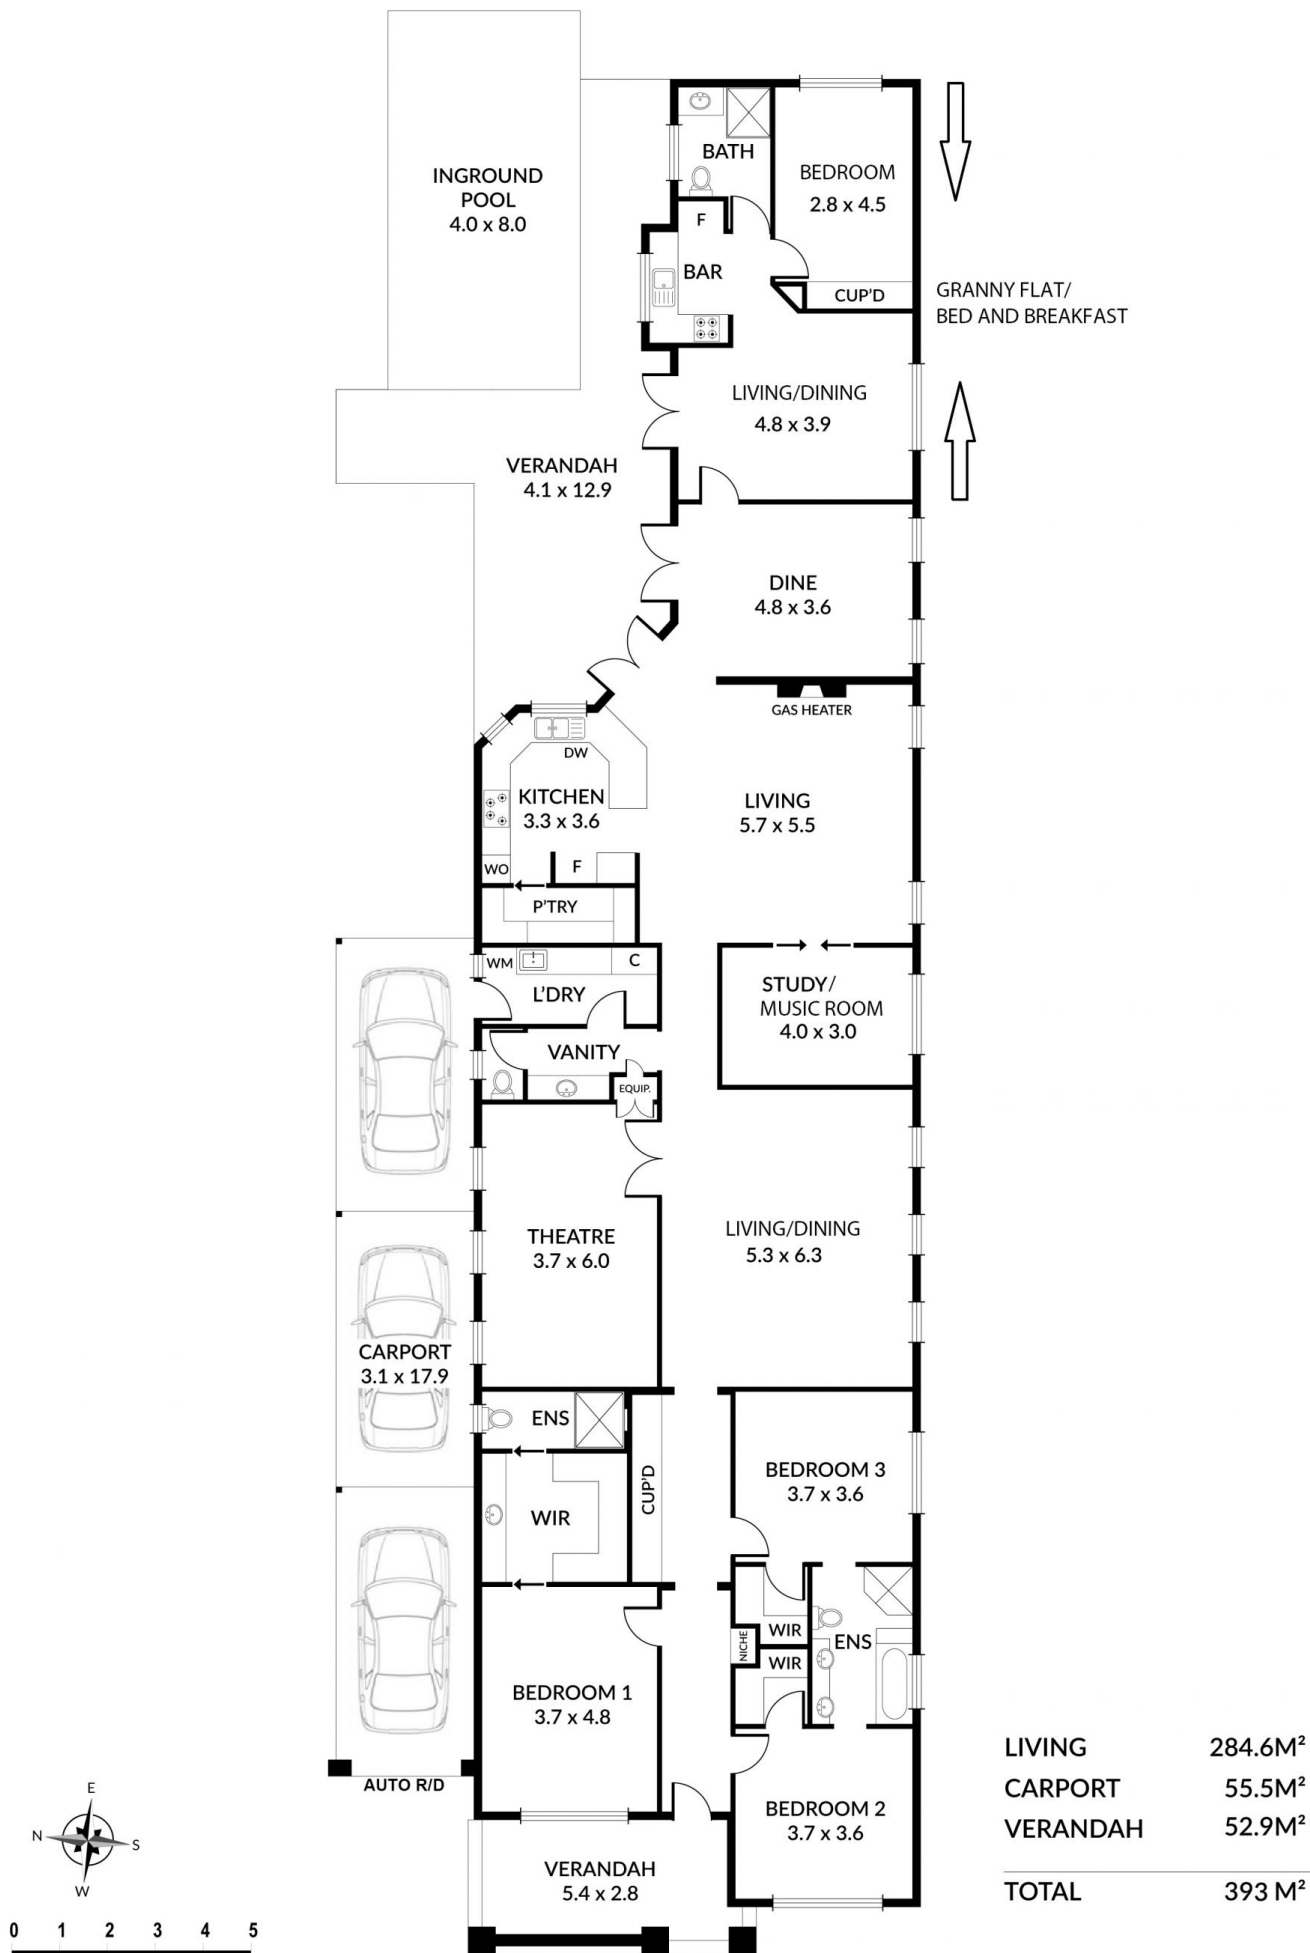 INGROUND
POOL
4.0 x 8.0
BATH
BEDROOM
2.8 x 4.5
F
BAR
CUP'D
GRANNY FLAT/
BED AND BREAKFAST
LIVING/DINING
4.8 x 3.9
VERANDAH
4.1 x 12.9
DINE
4.8 x 3.6
GAS HEATER
DW
KITCHEN
3.3 x 3.6
LIVING
5.7 x 5.5
WO
F
P'TRY
WM
C
L'DRY
STUDY/
MUSIC ROOM
4.0 x 3.0
VANITY
EQUIP.
THEATRE
3.7 x 6.0
LIVING/DINING
5.3 x 6.3
CARPORT
3.1 x 17.9
ENS
CUP'D
BEDROOM 3
3.7 x 3.6
WIR
WIR
NICHE
ENS
WIR
BEDROOM 1
3.7 x 4.8
AUTO R/D
BEDROOM 2
3.7 x 3.6
VERANDAH
5.4 x 2.8
LIVING 284.6M²
CARPORT 55.5M²
VERANDAH 52.9M²
TOTAL 393 M²
E
N
S
W
0 1 2 3 4 5